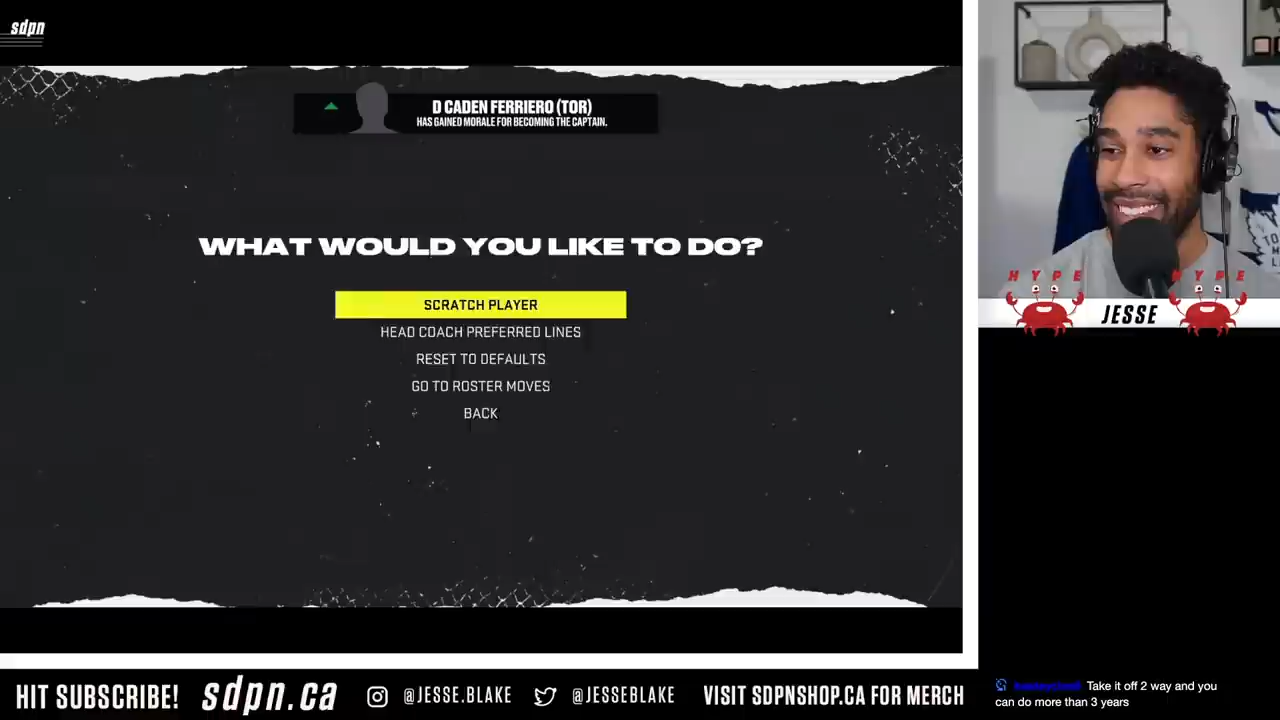 sdpn
D CADEN FERRIERO (TOR)
HAS GAINED MORALE FOR BECOMING THE CAPTAIN.
WHAT WOULD YOU LIKE TO DO?
SCRATCH PLAYER
HEAD COACH PREFERRED LINES
RESET TO DEFAULTS
GO TO ROSTER MOVES
BACK
HYPE HYPE
JESSE
HIT SUBSCRIBE! sdpn.ca @JESSE.BLAKE @JESSEBLAKE VISIT SDPNSHOP.CA FOR MERCH
Take it off 2 way and you
can do more than 3 years